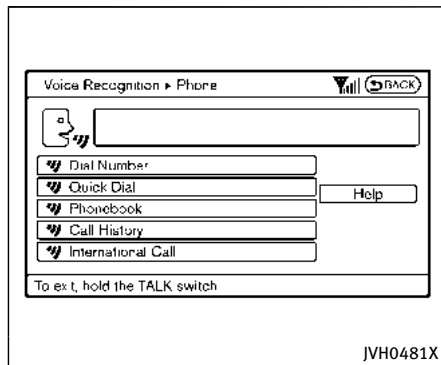 Voice Recognition ▸ Phone BACK
Dial Number
Quick Dial
Help
Phonebook
Call History
International Call
To exit, hold the TALK switch
JVH0481X